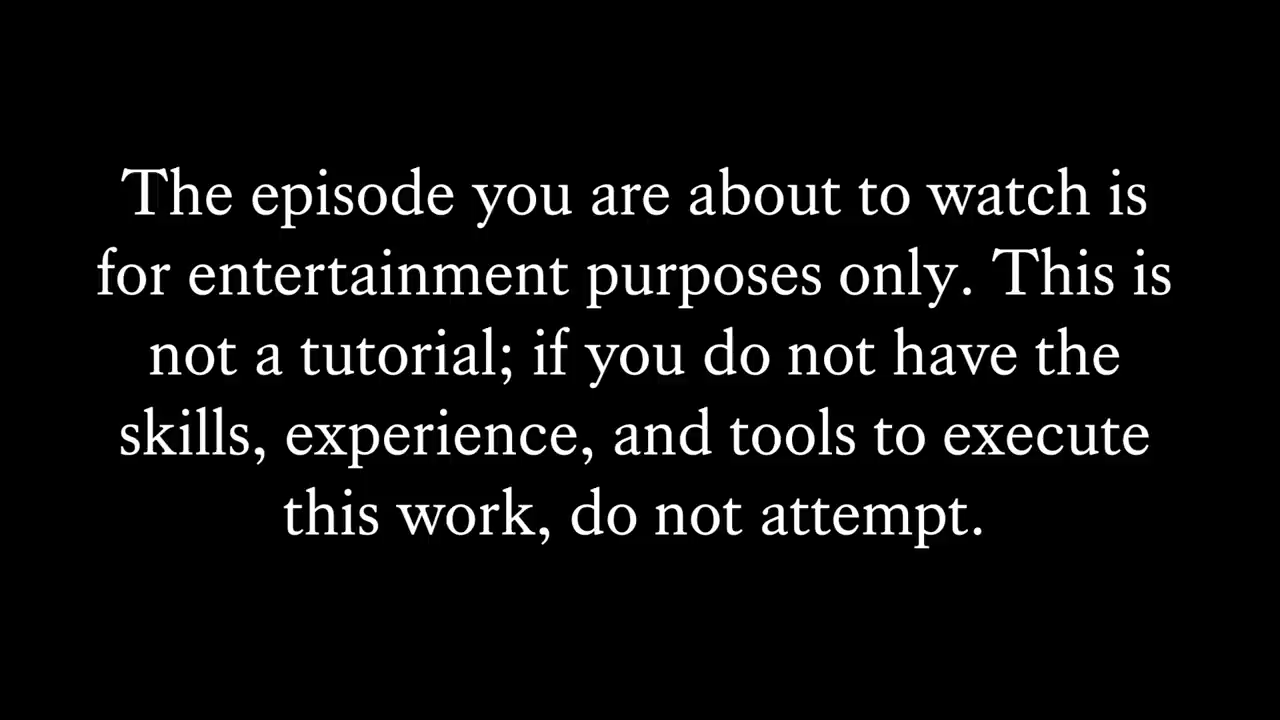 The episode you are about to watch is
for entertainment purposes only. This is
not a tutorial; if you do not have the
skills, experience, and tools to execute
this work, do not attempt.